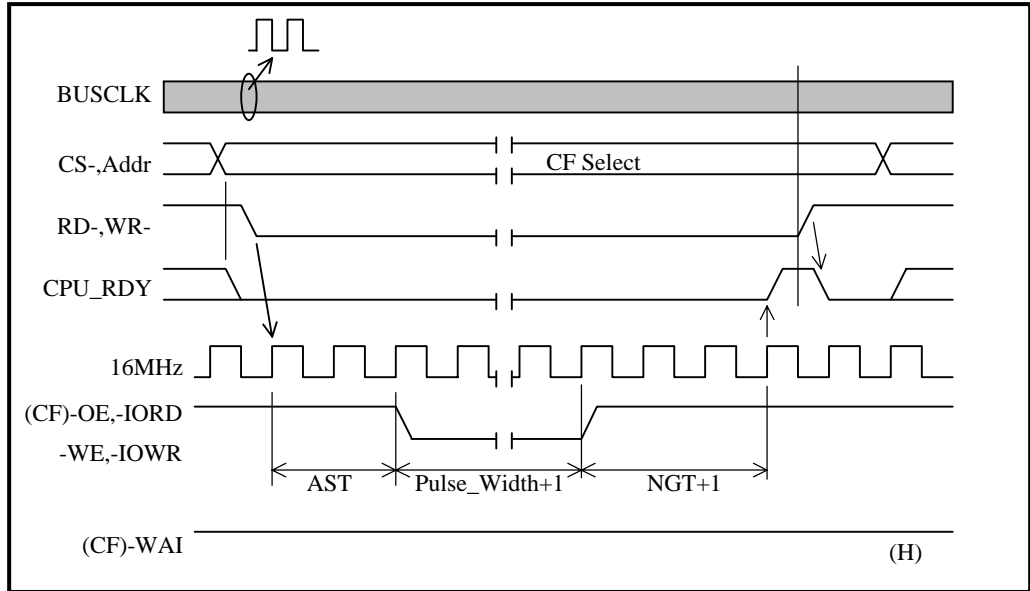 BUSCLK
CS-,Addr
CF Select
RD-,WR-
CPU_RDY
16MHz
(CF)-OE,-IORD
-WE,-IOWR
AST
Pulse_Width+1
NGT+1
(CF)-WAI
(H)